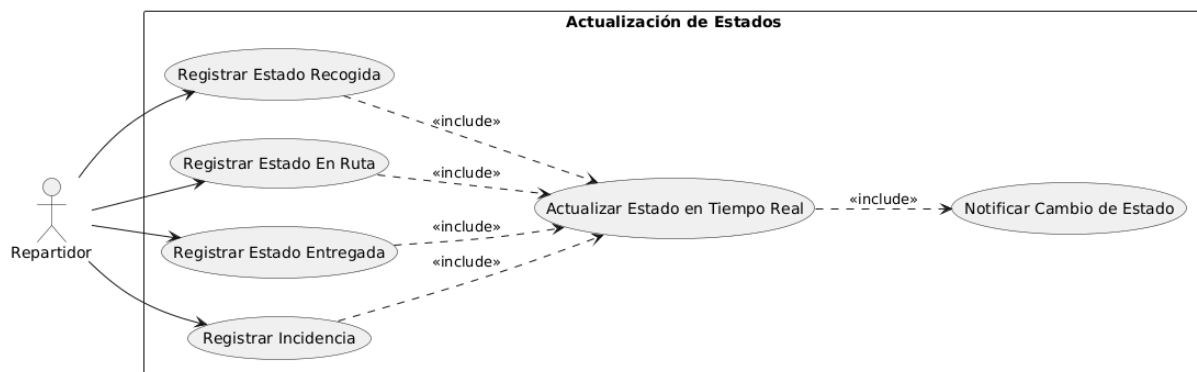 Actualización de Estados
Registrar Estado Recogida
«include»
Registrar Estado En Ruta
«include»
Repartidor
Actualizar Estado en Tiempo Real
«include»
Notificar Cambio de Estado
Registrar Estado Entregada
«include»
«include»
Registrar Incidencia